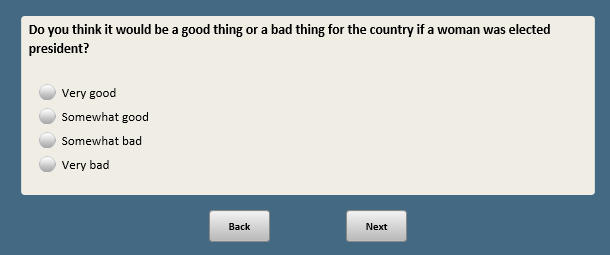 Do you think it would be a good thing or a bad thing for the country if a woman was elected
president?
Very good
Somewhat good
Somewhat bad
Very bad
Back
Next